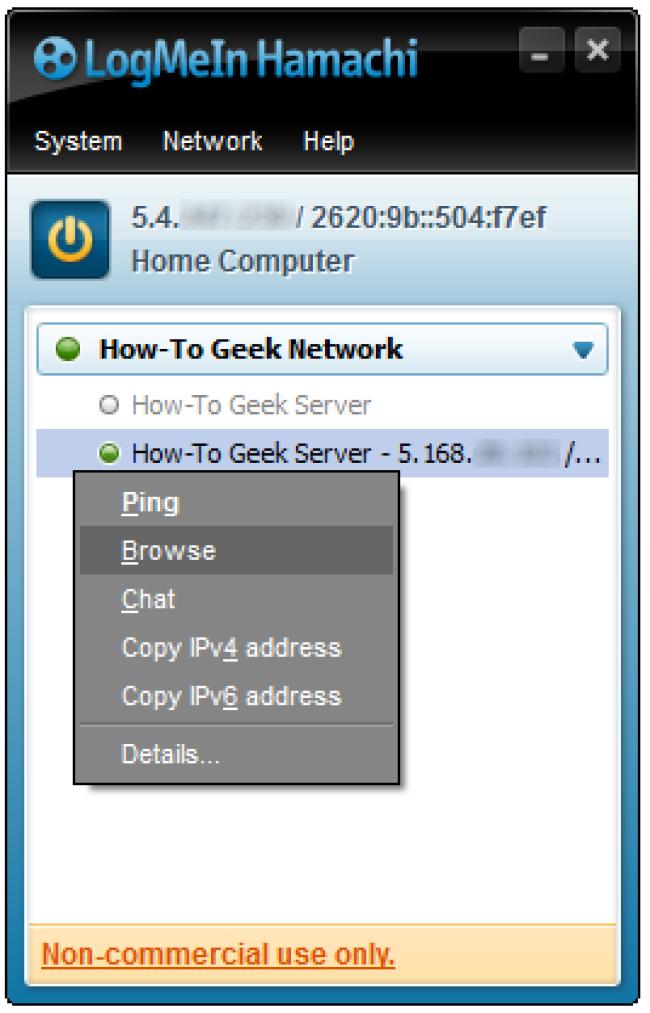 LogMeIn Hamachi
System Network Help
5.4. / 2620:9b::504:f7ef
Home Computer
How-To Geek Network
How-To Geek Server
How-To Geek Server - 5.168. /...
Ping
Browse
Chat
Copy IPv4 address
Copy IPv6 address
Details...
Non-commercial use only.